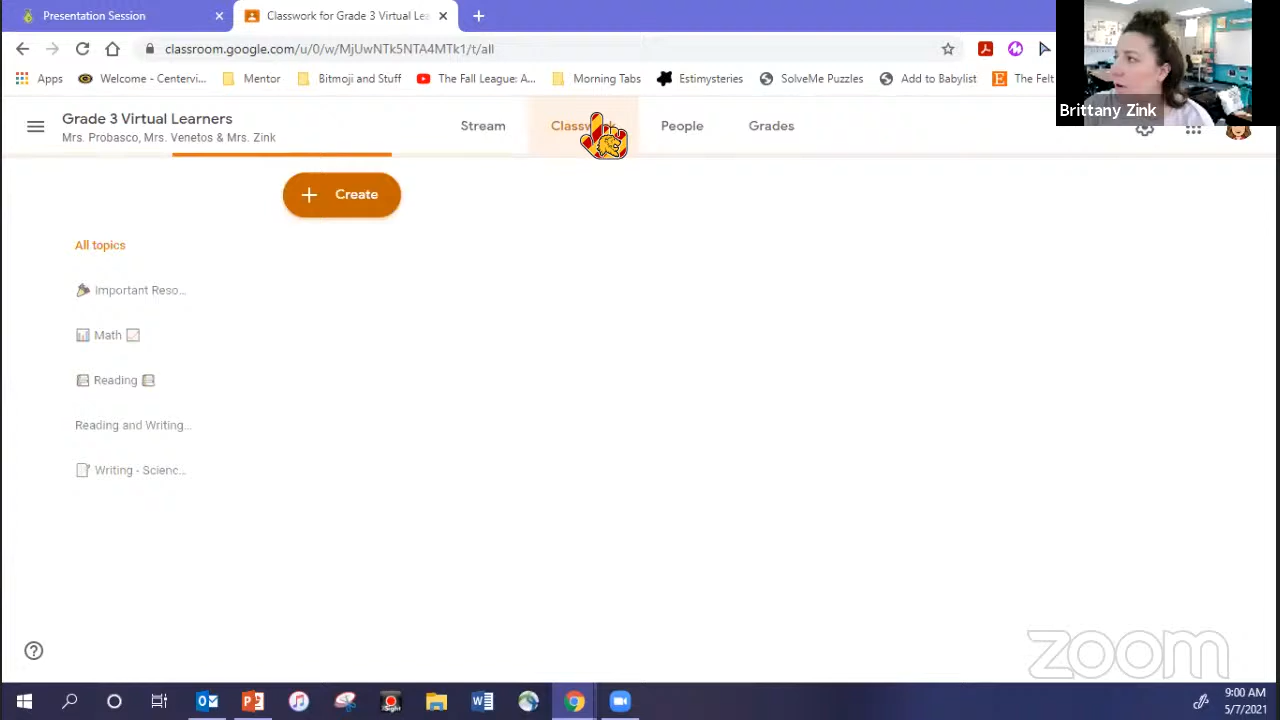 Presentation Session
Classwork for Grade 3 Virtual Le
classroom.google.com/u/0/w/MjUwNTk5NTA4MTk1/t/all
Apps
Welcome - Centervi...
Mentor
Bitmoji and Stuff
The Fall League: A...
Morning Tabs
Estimysteries
SolveMe Puzzles
Add to Babylist
The Felt
Brittany Zink
Grade 3 Virtual Learners
Mrs. Probasco, Mrs. Venetos & Mrs. Zink
Stream
Classw
People
Grades
Create
All topics
Important Reso...
Math
Reading
Reading and Writing...
Writing - Scienc...
zoom
9:00 AM
5/7/2021